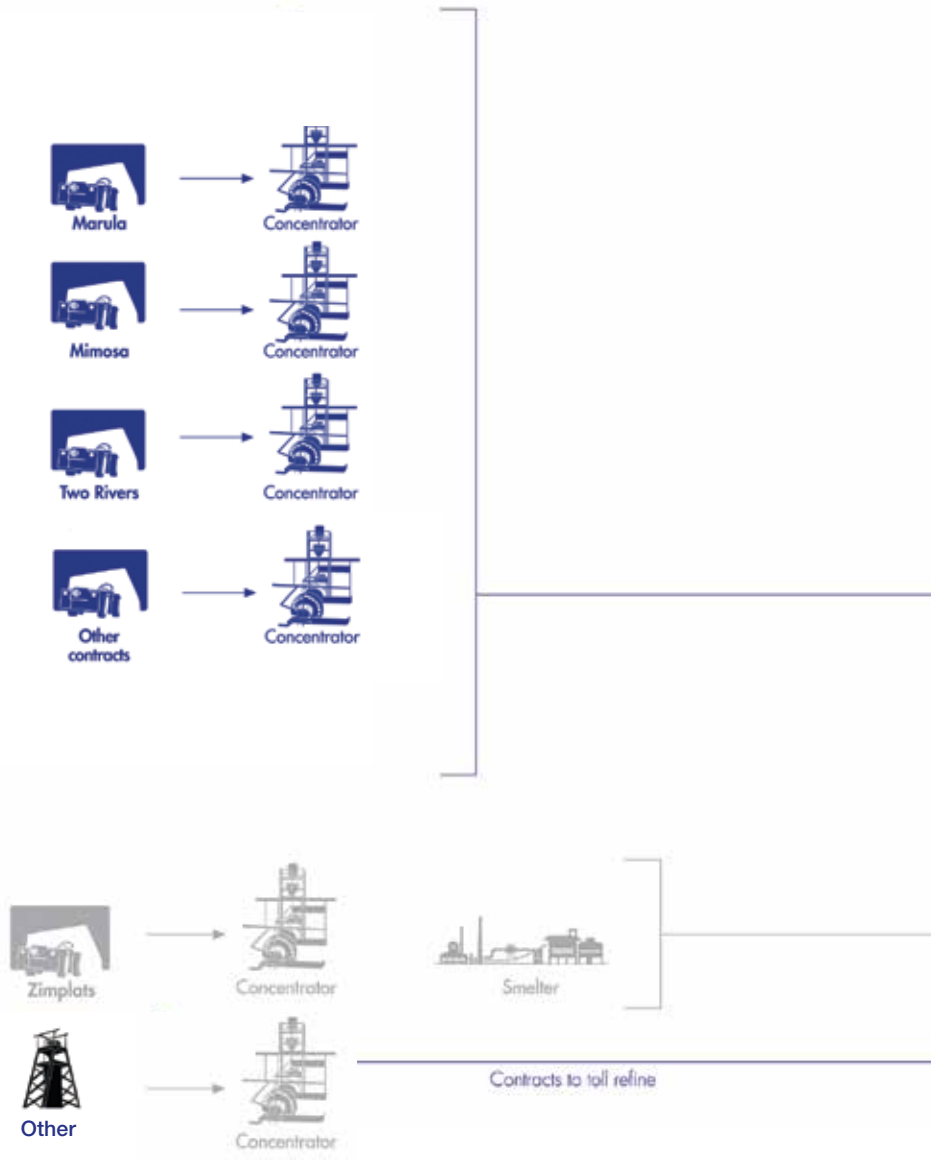 Marula
Concentrator
Mimosa
Concentrator
Two Rivers
Concentrator
Other
contracts
Concentrator
Zimplats
Concentrator
Smelter
Other
Concentrator
Contracts to toll refine